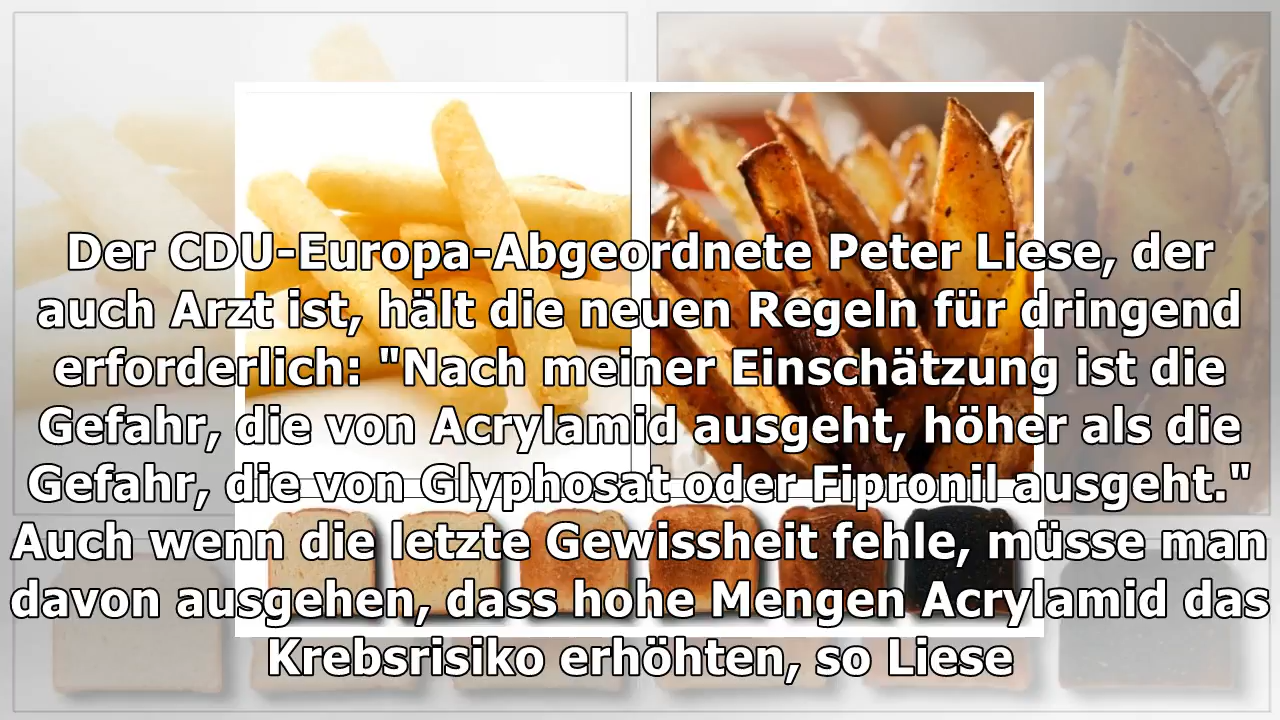 Der CDU-Europa-Abgeordnete Peter Liese, der
auch Arzt ist, hält die neuen Regeln für dringend
erforderlich: "Nach meiner Einschätzung ist die
Gefahr, die von Acrylamid ausgeht, höher als die
Gefahr, die von Glyphosat oder Fipronil ausgeht."
Auch wenn die letzte Gewissheit fehle, müsse man
davon ausgehen, dass hohe Mengen Acrylamid das
Krebsrisiko erhöhten, so Liese